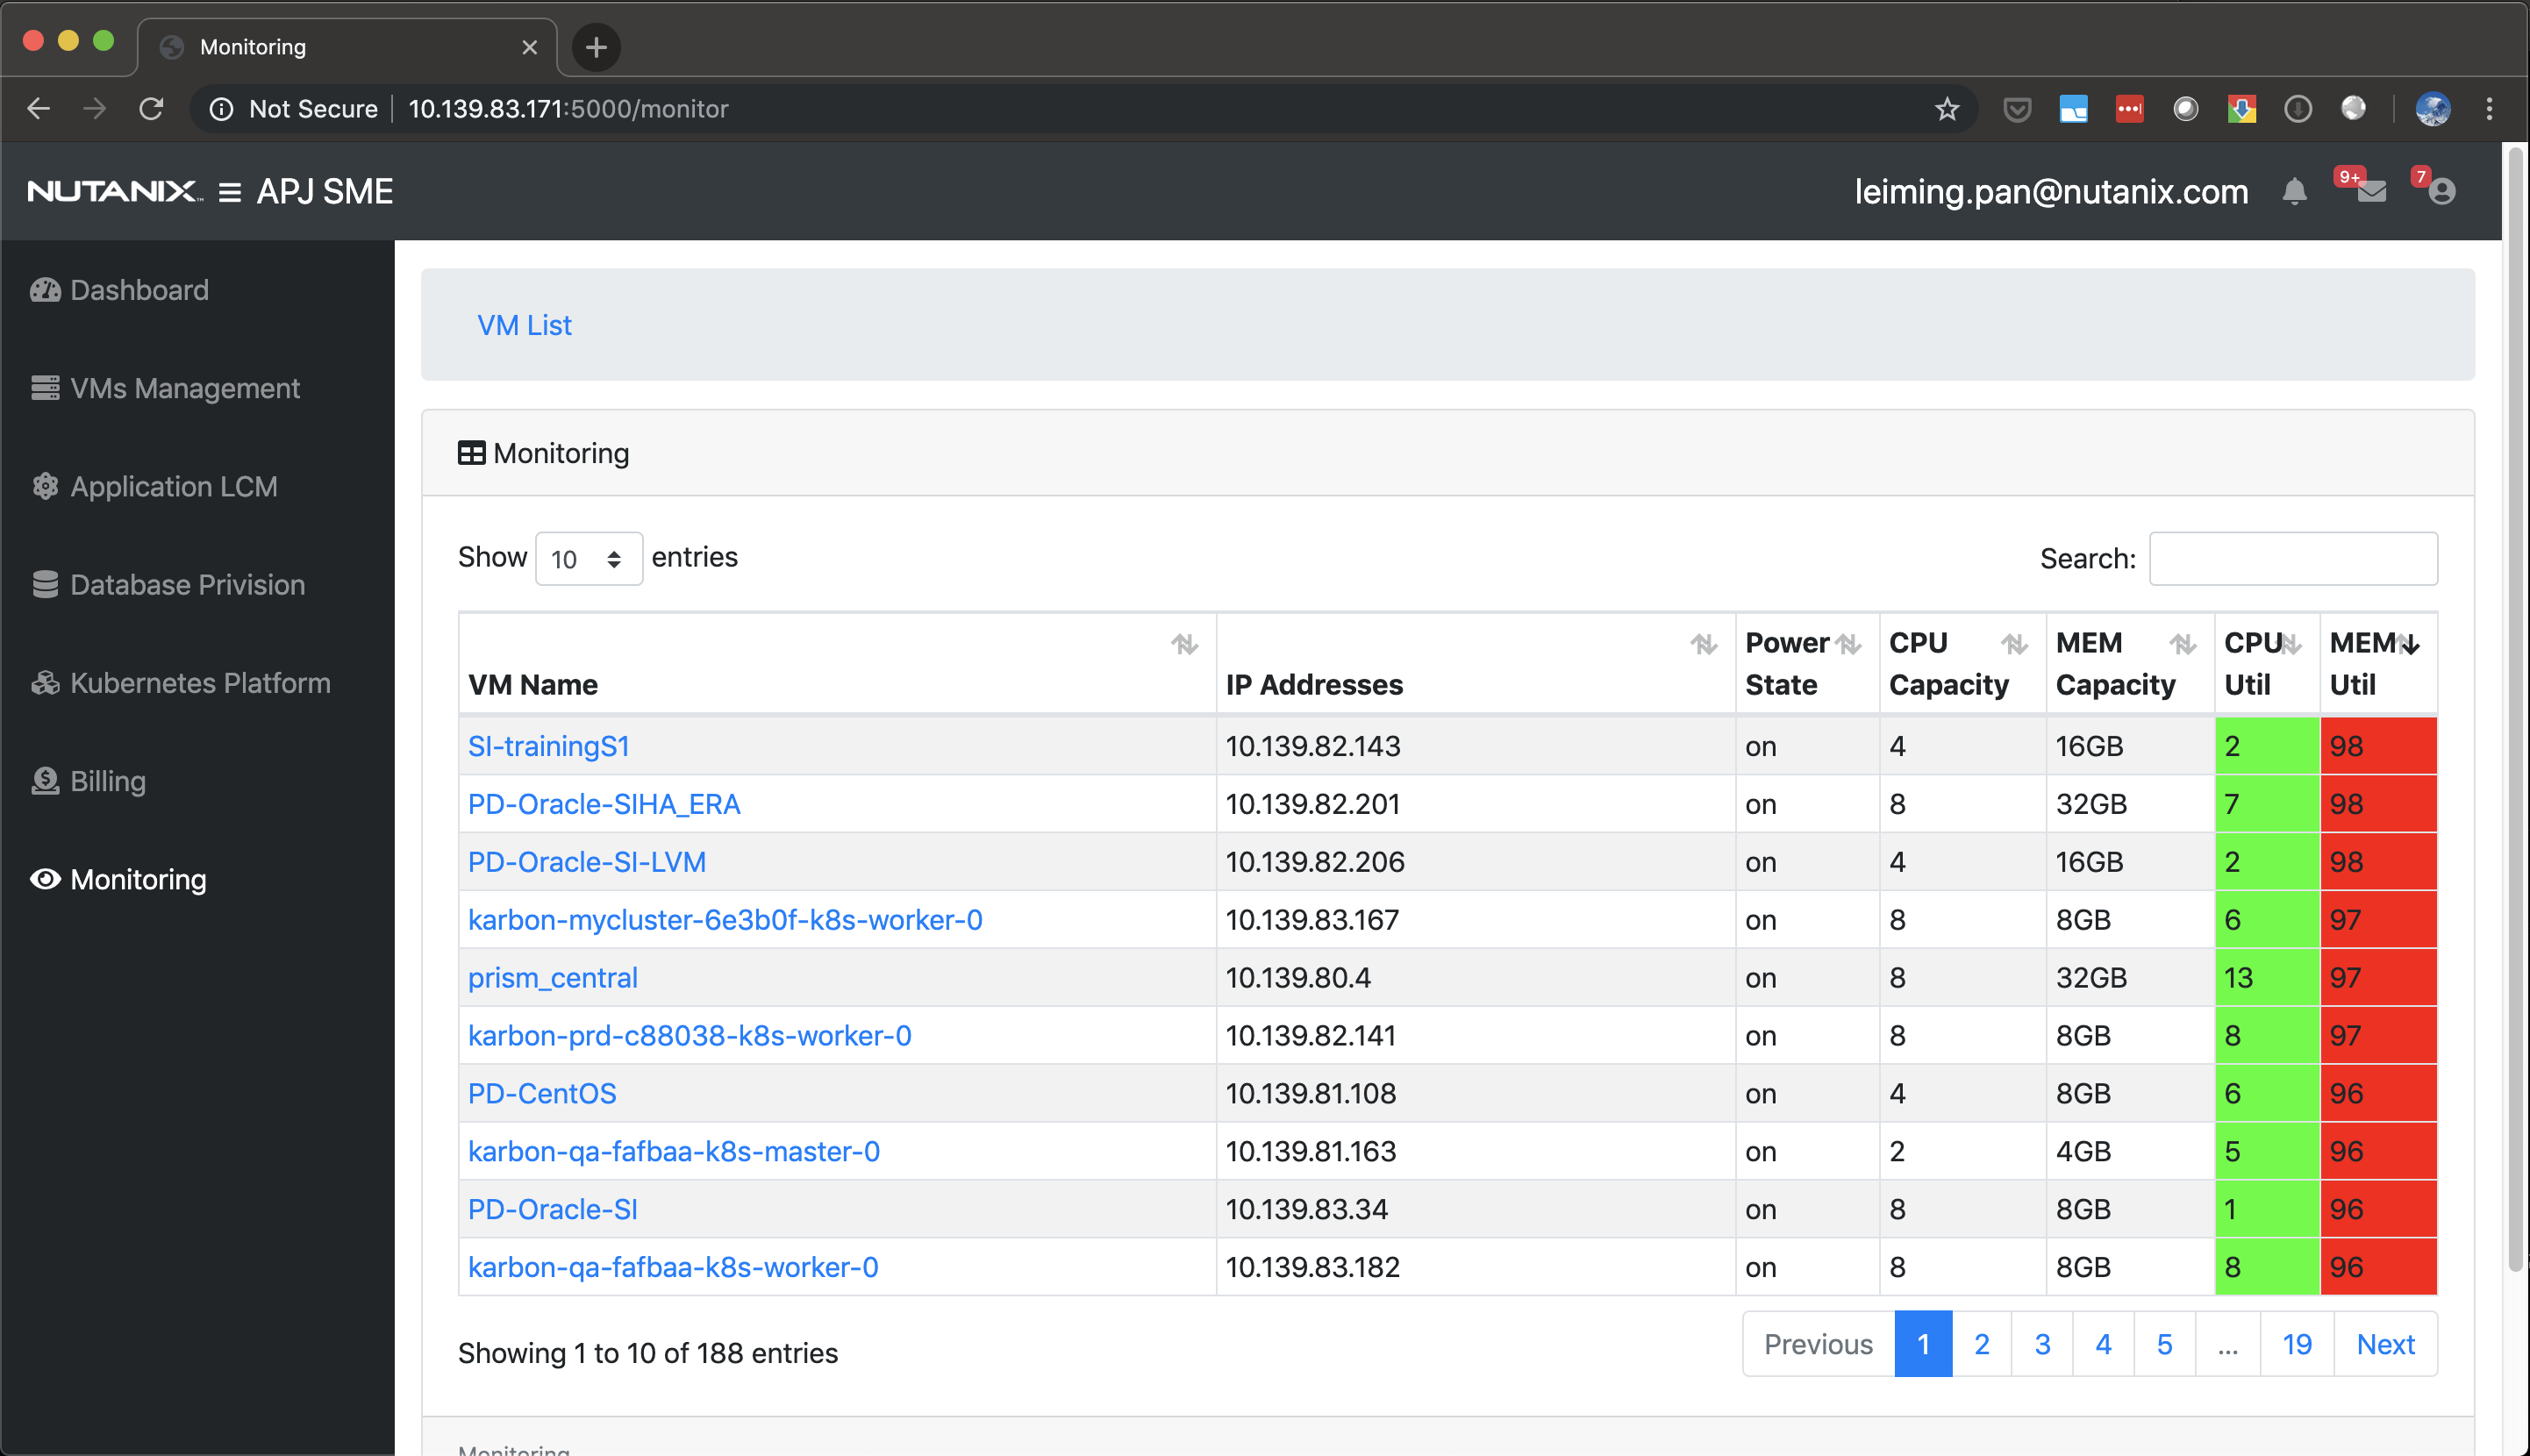 Monitoring
Not Secure 10.139.83.171:5000/monitor
NUTANIX™ APJ SME leiming.pan@nutanix.com 9+ 7
Dashboard
VMs Management
Application LCM
Database Privision
Kubernetes Platform
Billing
Monitoring
VM List
Monitoring
Show 10 entries Search:
VM Name IP Addresses Power State CPU Capacity MEM Capacity CPU Util MEM Util
SI-trainingS1 10.139.82.143 on 4 16GB 2 98
PD-Oracle-SIHA_ERA 10.139.82.201 on 8 32GB 7 98
PD-Oracle-SI-LVM 10.139.82.206 on 4 16GB 2 98
karbon-mycluster-6e3b0f-k8s-worker-0 10.139.83.167 on 8 8GB 6 97
prism_central 10.139.80.4 on 8 32GB 13 97
karbon-prd-c88038-k8s-worker-0 10.139.82.141 on 8 8GB 8 97
PD-CentOS 10.139.81.108 on 4 8GB 6 96
karbon-qa-fafbaa-k8s-master-0 10.139.81.163 on 2 4GB 5 96
PD-Oracle-SI 10.139.83.34 on 8 8GB 1 96
karbon-qa-fafbaa-k8s-worker-0 10.139.83.182 on 8 8GB 8 96
Showing 1 to 10 of 188 entries Previous 1 2 3 4 5 ... 19 Next
Monitoring